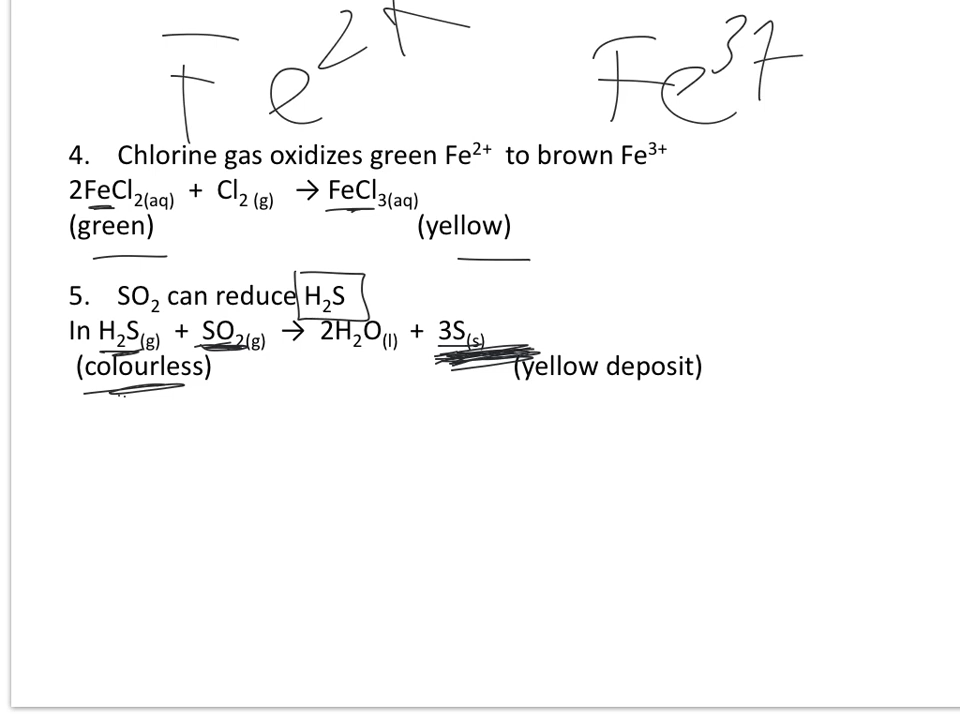 Fe²⁺ Fe³⁺
4. Chlorine gas oxidizes green Fe²⁺ to brown Fe³⁺
2FeCl₂(aq) + Cl₂ (g) → FeCl₃(aq)
(green) (yellow)
5. SO₂ can reduce H₂S
In H₂S(g) + SO₂(g) → 2H₂O(l) + 3S(s)
(colourless) (yellow deposit)